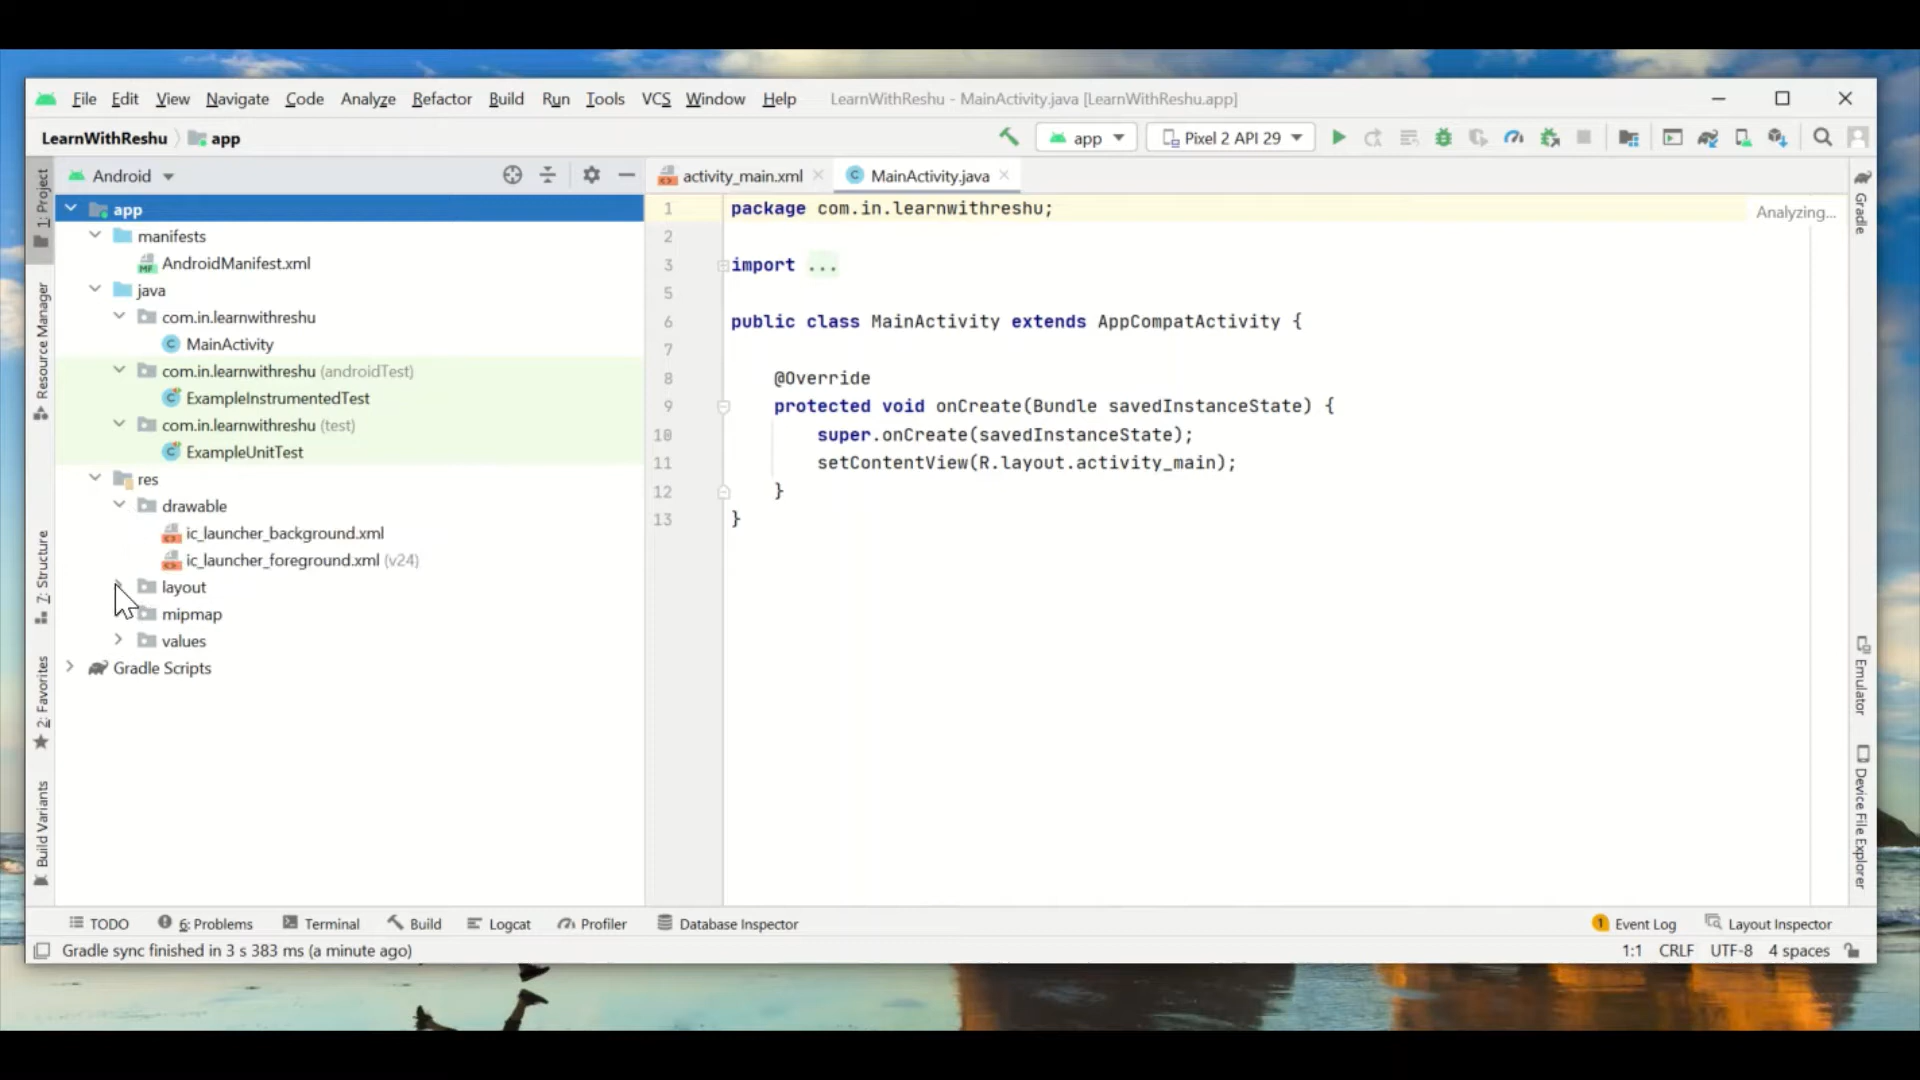 File Edit View Navigate Code Analyze Refactor Build Run Tools VCS Window Help LearnWithReshu - MainActivity.java [LearnWithReshu.app]
LearnWithReshu app app Pixel 2 API 29
1: Project
Resource Manager
7: Structure
2: Favorites
Build Variants
Android
app
manifests
MF AndroidManifest.xml
java
com.in.learnwithreshu
C MainActivity
com.in.learnwithreshu (androidTest)
C ExampleInstrumentedTest
com.in.learnwithreshu (test)
C ExampleUnitTest
res
drawable
ic_launcher_background.xml
ic_launcher_foreground.xml (v24)
layout
mipmap
values
Gradle Scripts
activity_main.xml C MainActivity.java
1 package com.in.learnwithreshu;
2
3 import ...
5
6 public class MainActivity extends AppCompatActivity {
7
8 @Override
9 protected void onCreate(Bundle savedInstanceState) {
10 super.onCreate(savedInstanceState);
11 setContentView(R.layout.activity_main);
12 }
13 }
Analyzing...
Gradle
Emulator
Device File Explorer
TODO 6: Problems Terminal Build Logcat Profiler Database Inspector 1 Event Log Layout Inspector
Gradle sync finished in 3 s 383 ms (a minute ago) 1:1 CRLF UTF-8 4 spaces